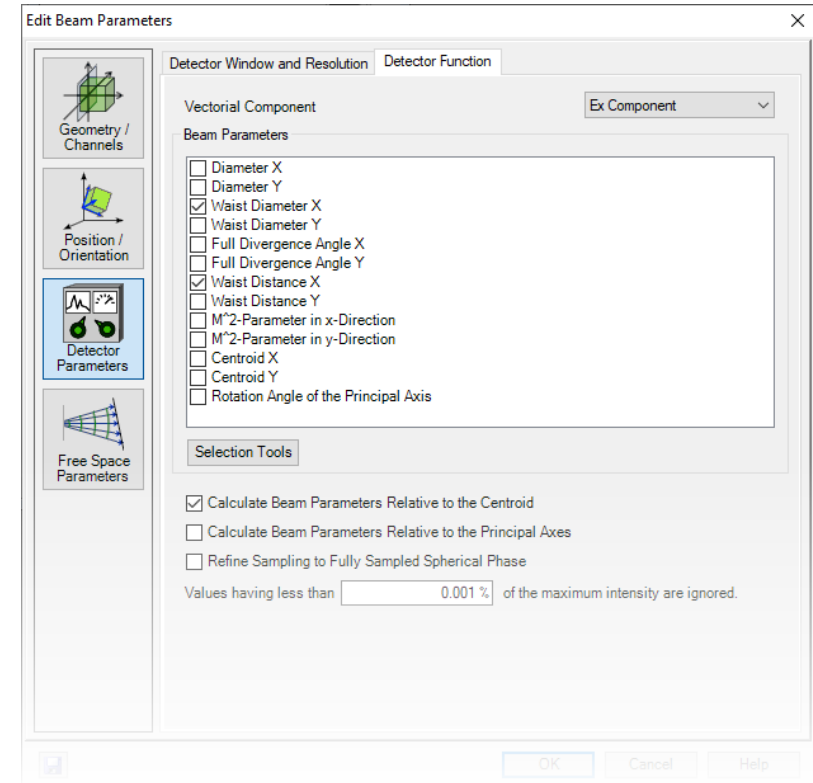 Edit Beam Parameters
Geometry /
Channels
Position /
Orientation
Detector
Parameters
Free Space
Parameters
Detector Window and Resolution
Detector Function
Vectorial Component
Ex Component
Beam Parameters
Diameter X
Diameter Y
Waist Diameter X
Waist Diameter Y
Full Divergence Angle X
Full Divergence Angle Y
Waist Distance X
Waist Distance Y
M^2-Parameter in x-Direction
M^2-Parameter in y-Direction
Centroid X
Centroid Y
Rotation Angle of the Principal Axis
Selection Tools
Calculate Beam Parameters Relative to the Centroid
Calculate Beam Parameters Relative to the Principal Axes
Refine Sampling to Fully Sampled Spherical Phase
Values having less than 0.001 % of the maximum intensity are ignored.
OK Cancel Help